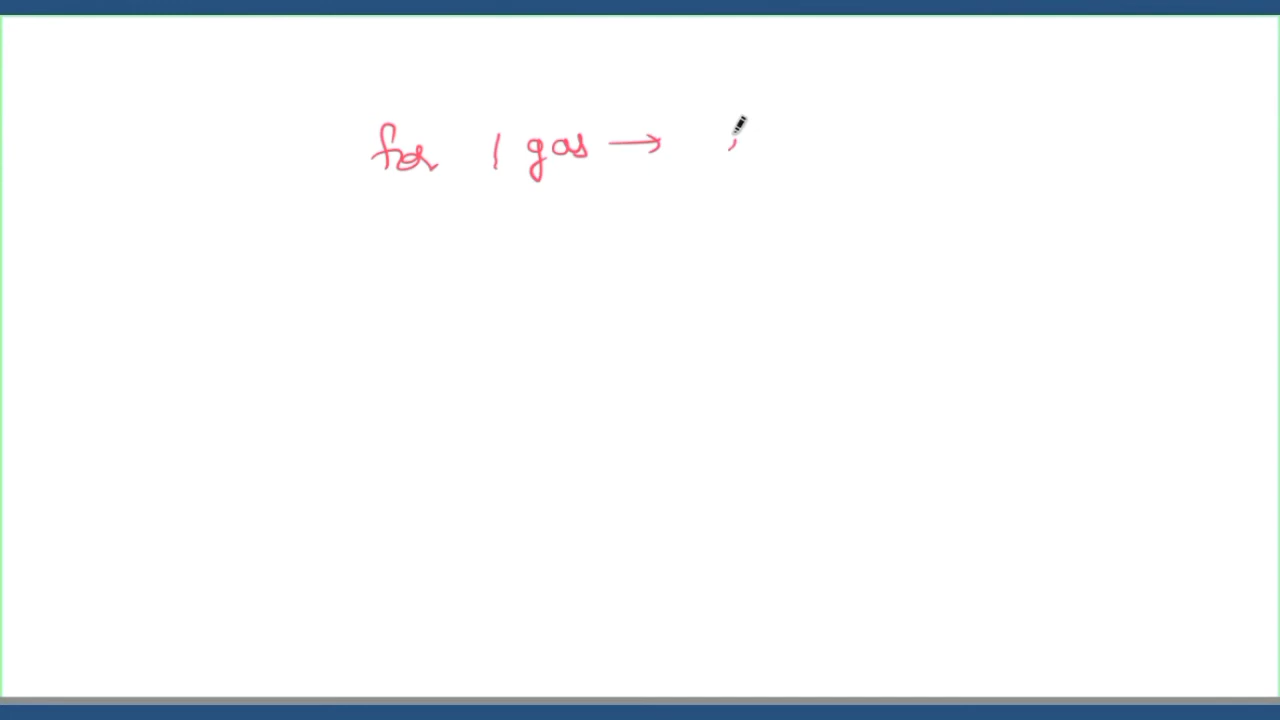 for 1 gas →